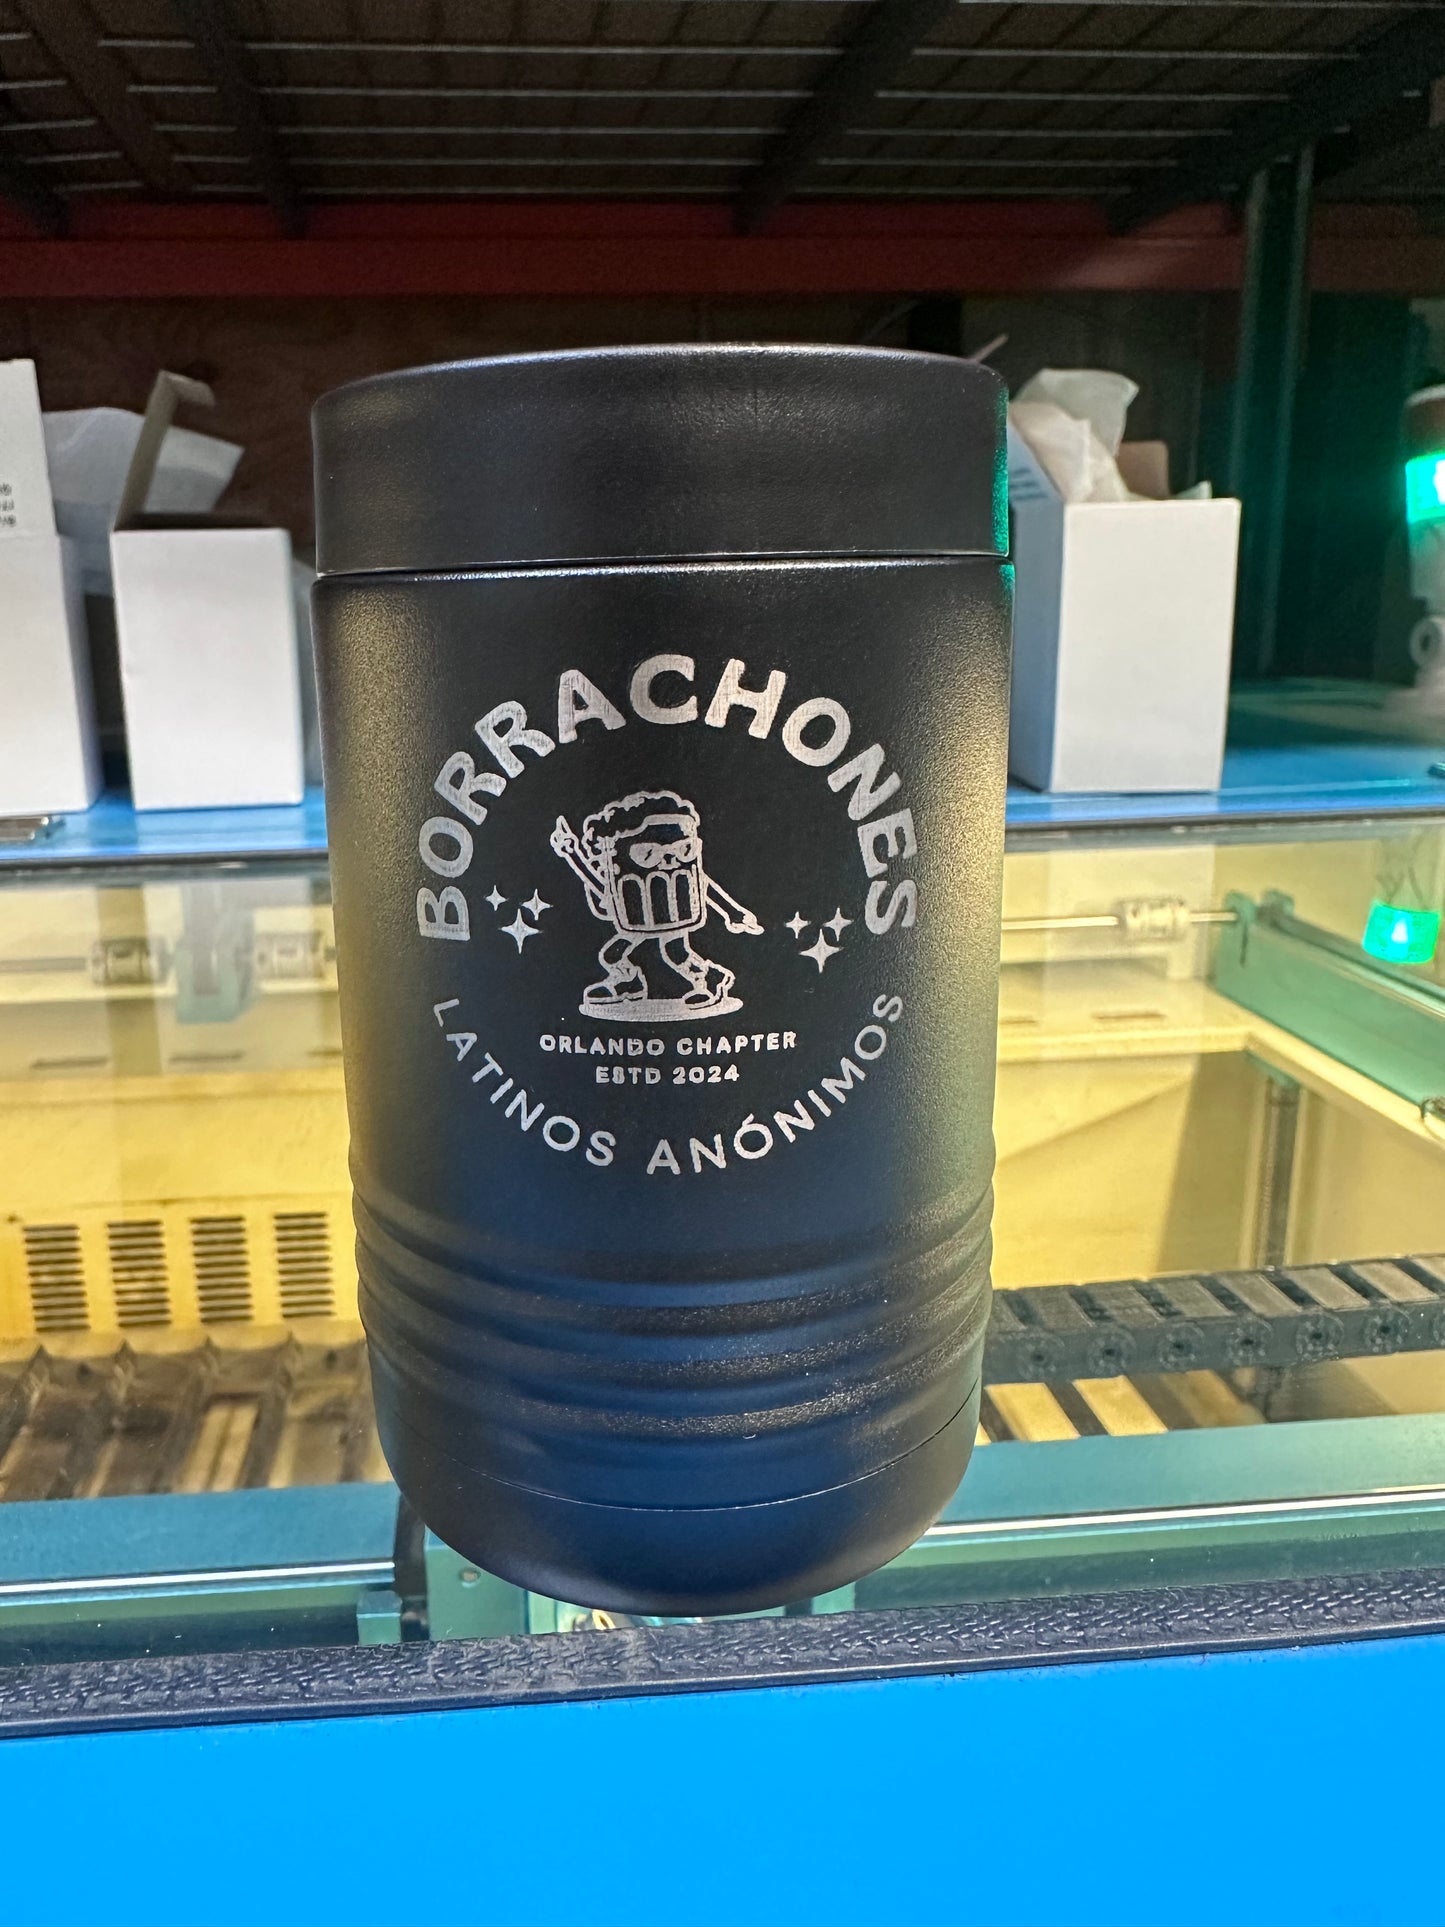 BORRACHONES
ORLANDO CHAPTER
ESTD 2024
LATINOS ANÓNIMOS